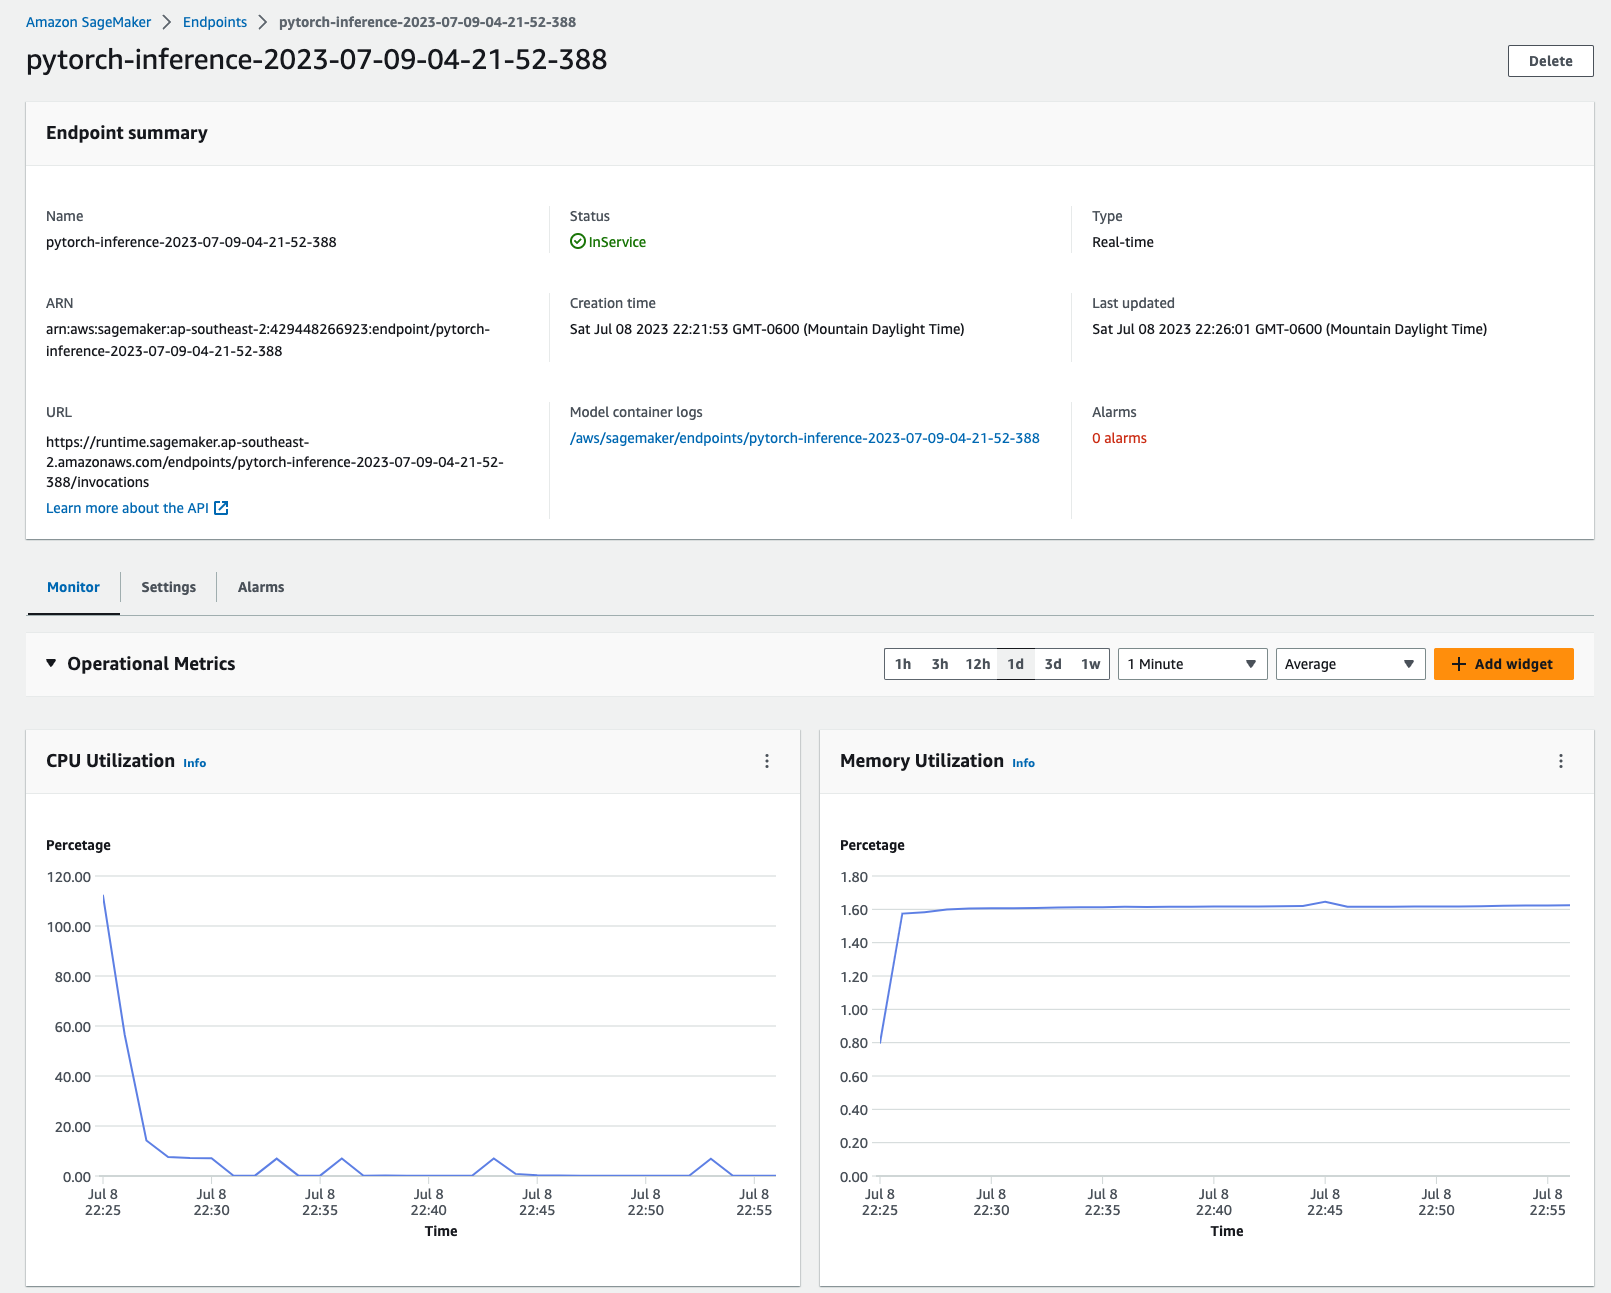 Amazon SageMaker > Endpoints > pytorch-inference-2023-07-09-04-21-52-388
pytorch-inference-2023-07-09-04-21-52-388
Delete
Endpoint summary
Name
pytorch-inference-2023-07-09-04-21-52-388
Status
InService
Type
Real-time
ARN
arn:aws:sagemaker:ap-southeast-2:429448266923:endpoint/pytorch-
inference-2023-07-09-04-21-52-388
Creation time
Sat Jul 08 2023 22:21:53 GMT-0600 (Mountain Daylight Time)
Last updated
Sat Jul 08 2023 22:26:01 GMT-0600 (Mountain Daylight Time)
URL
https://runtime.sagemaker.ap-southeast-
2.amazonaws.com/endpoints/pytorch-inference-2023-07-09-04-21-52-
388/invocations
Learn more about the API
Model container logs
/aws/sagemaker/endpoints/pytorch-inference-2023-07-09-04-21-52-388
Alarms
0 alarms
Monitor Settings Alarms
Operational Metrics
1h 3h 12h 1d 3d 1w
1 Minute
Average
+ Add widget
CPU Utilization Info
Percetage
120.00
100.00
80.00
60.00
40.00
20.00
0.00
Jul 8 Jul 8 Jul 8 Jul 8 Jul 8 Jul 8 Jul 8
22:25 22:30 22:35 22:40 22:45 22:50 22:55
Time
Memory Utilization Info
Percetage
1.80
1.60
1.40
1.20
1.00
0.80
0.60
0.40
0.20
0.00
Jul 8 Jul 8 Jul 8 Jul 8 Jul 8 Jul 8 Jul 8
22:25 22:30 22:35 22:40 22:45 22:50 22:55
Time